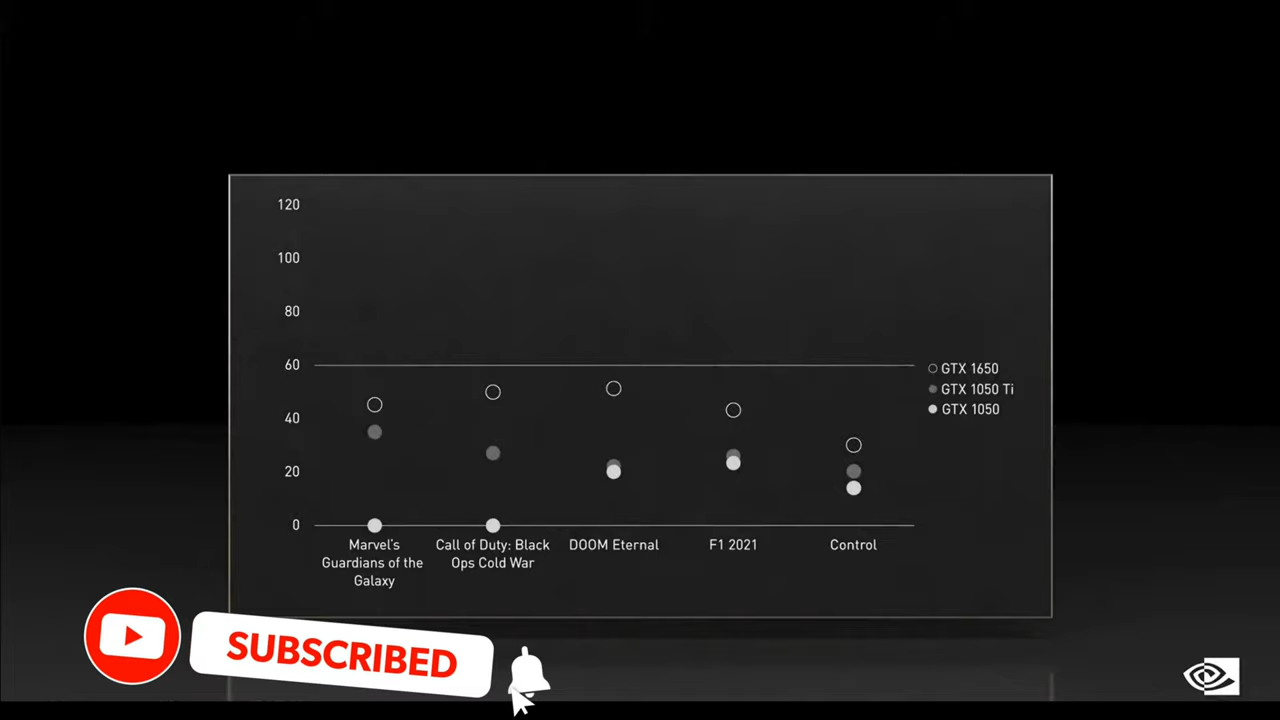 120
100
80
60
40
20
0
GTX 1650
GTX 1050 Ti
GTX 1050
Marvel's
Guardians of the
Galaxy
Call of Duty: Black
Ops Cold War
DOOM Eternal
F1 2021
Control
SUBSCRIBED